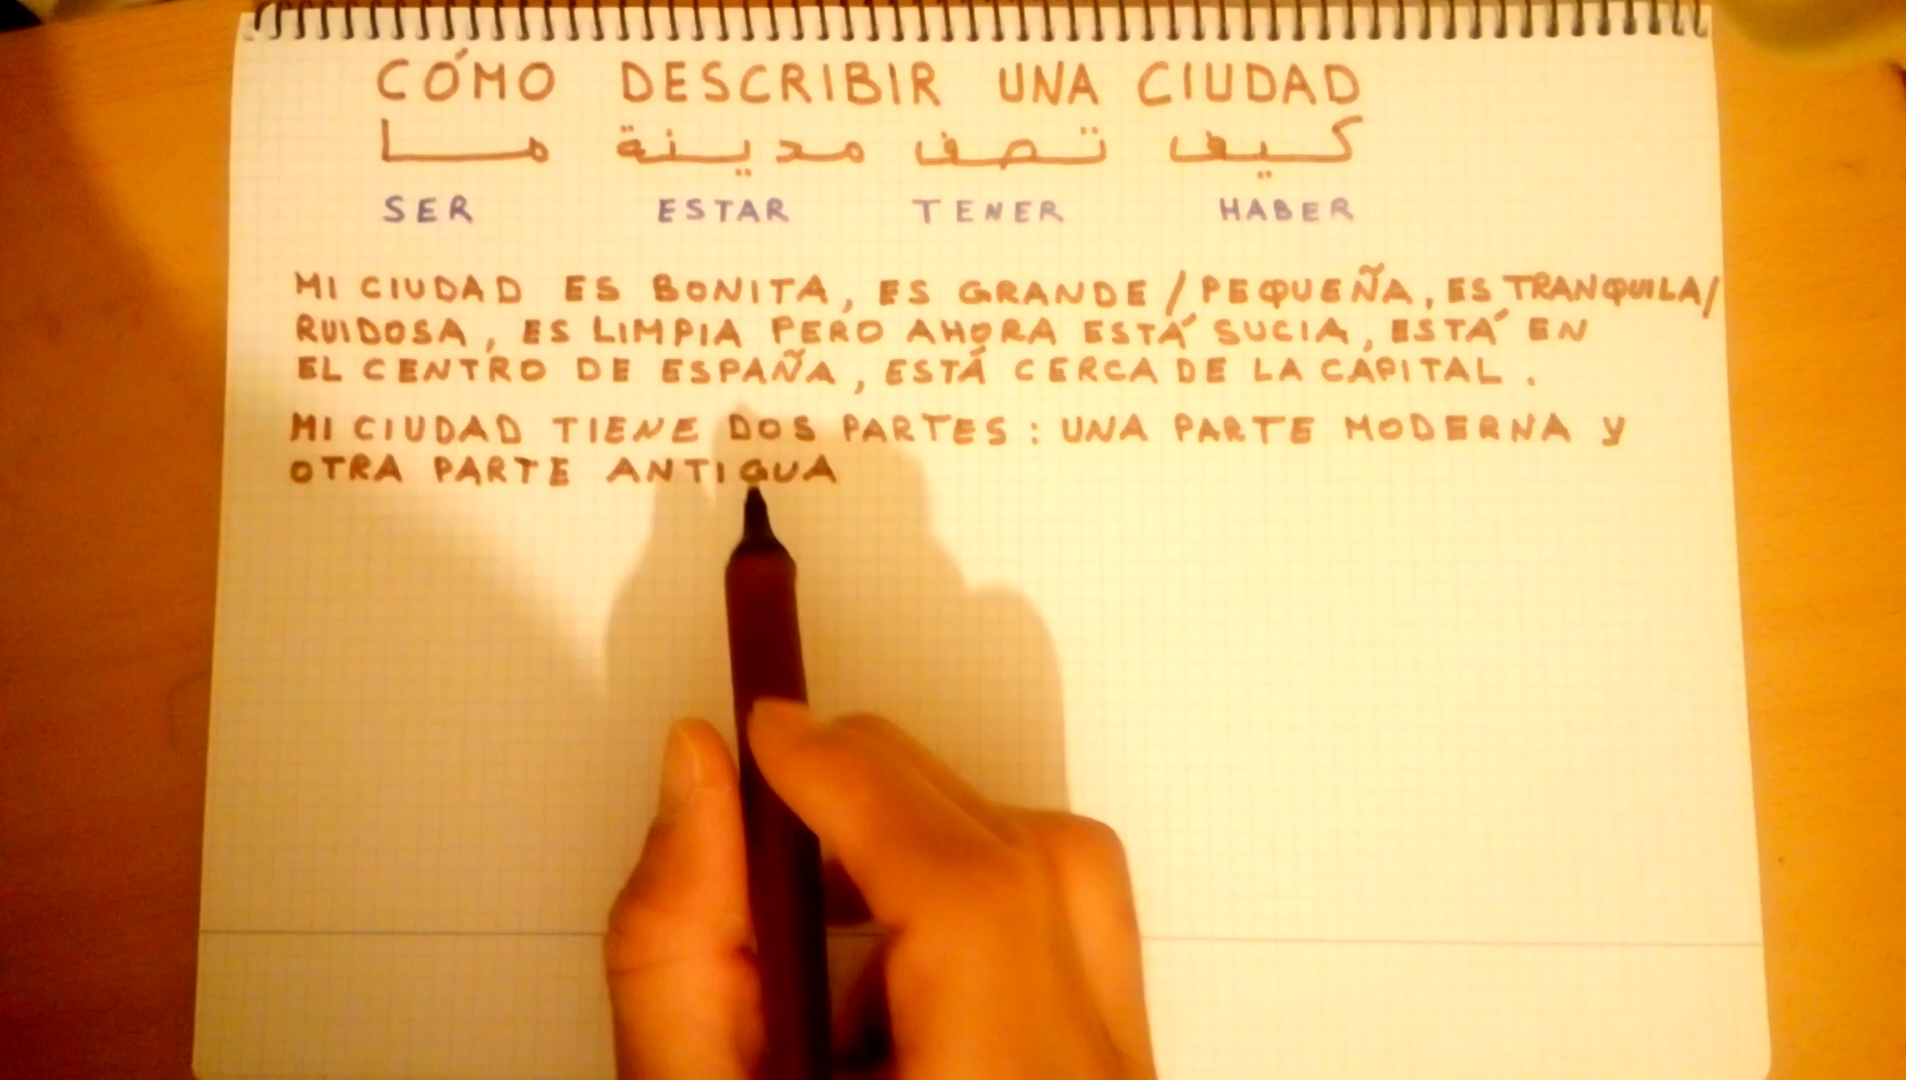 CÓMO DESCRIBIR UNA CIUDAD
كيف تصف مدينة ما
SER ESTAR TENER HABER
MI CIUDAD ES BONITA, ES GRANDE/PEQUEÑA, ES TRANQUILA/
RUIDOSA, ES LIMPIA PERO AHORA ESTÁ SUCIA, ESTÁ EN
EL CENTRO DE ESPAÑA, ESTÁ CERCA DE LA CAPITAL.
MI CIUDAD TIENE DOS PARTES: UNA PARTE MODERNA Y
OTRA PARTE ANTIGUA